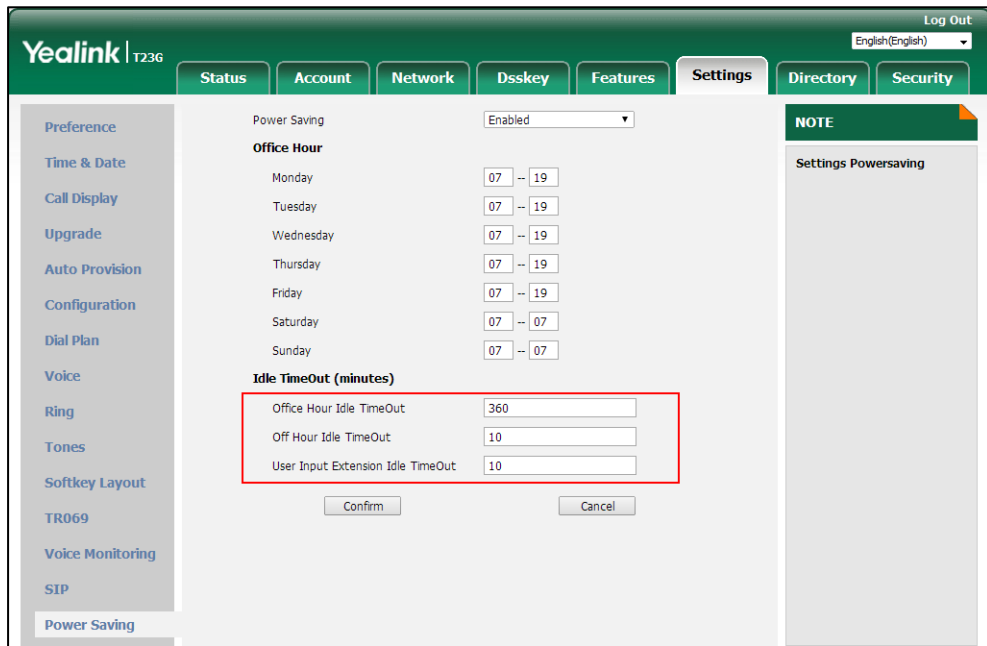 Log Out
Yealink T23G
English(English)
Status Account Network Dsskey Features Settings Directory Security
Preference
Time & Date
Call Display
Upgrade
Auto Provision
Configuration
Dial Plan
Voice
Ring
Tones
Softkey Layout
TR069
Voice Monitoring
SIP
Power Saving
Power Saving Enabled
Office Hour
Monday 07 -- 19
Tuesday 07 -- 19
Wednesday 07 -- 19
Thursday 07 -- 19
Friday 07 -- 19
Saturday 07 -- 07
Sunday 07 -- 07
Idle TimeOut (minutes)
Office Hour Idle TimeOut 360
Off Hour Idle TimeOut 10
User Input Extension Idle TimeOut 10
Confirm Cancel
NOTE
Settings Powersaving